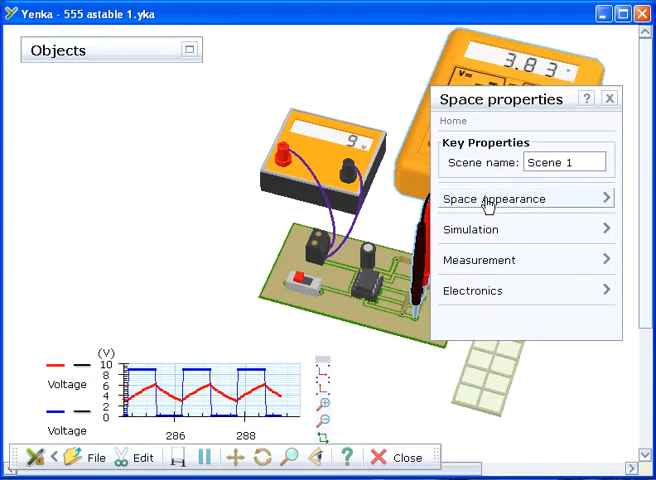 Yenka - 555 astable 1.yka
Objects
3.83
Space properties
? X
Home
Key Properties
Scene name: Scene 1
Space Appearance
Simulation
Measurement
Electronics
9 v
(V)
10
8
6
4
2
0
Voltage
Voltage
286 288
File Edit ? Close